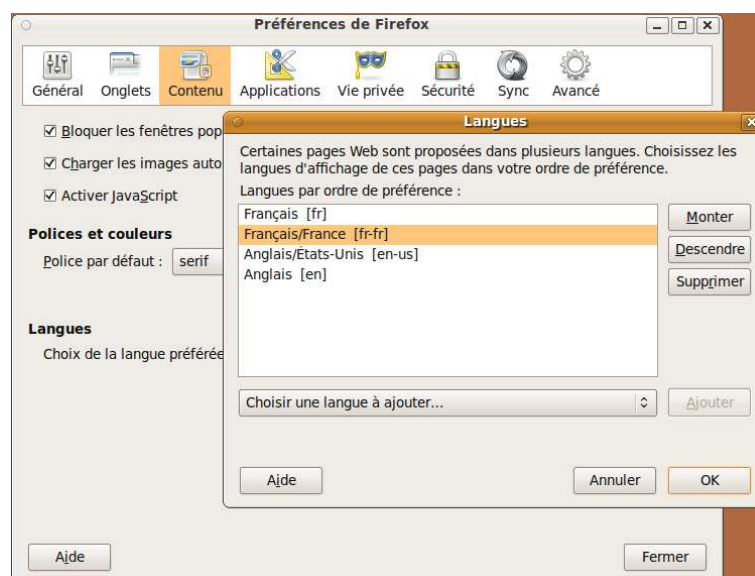 Préférences de Firefox
Général Onglets Contenu Applications Vie privée Sécurité Sync Avancé
Bloquer les fenêtres pop
Charger les images auto
Activer JavaScript
Polices et couleurs
Police par défaut : serif
Langues
Choix de la langue préférée
Aide
Fermer
Langues
Certaines pages Web sont proposées dans plusieurs langues. Choisissez les
langues d'affichage de ces pages dans votre ordre de préférence.
Langues par ordre de préférence :
Français [fr]
Français/France [fr-fr]
Anglais/États-Unis [en-us]
Anglais [en]
Monter
Descendre
Supprimer
Choisir une langue à ajouter...
Ajouter
Aide
Annuler
OK